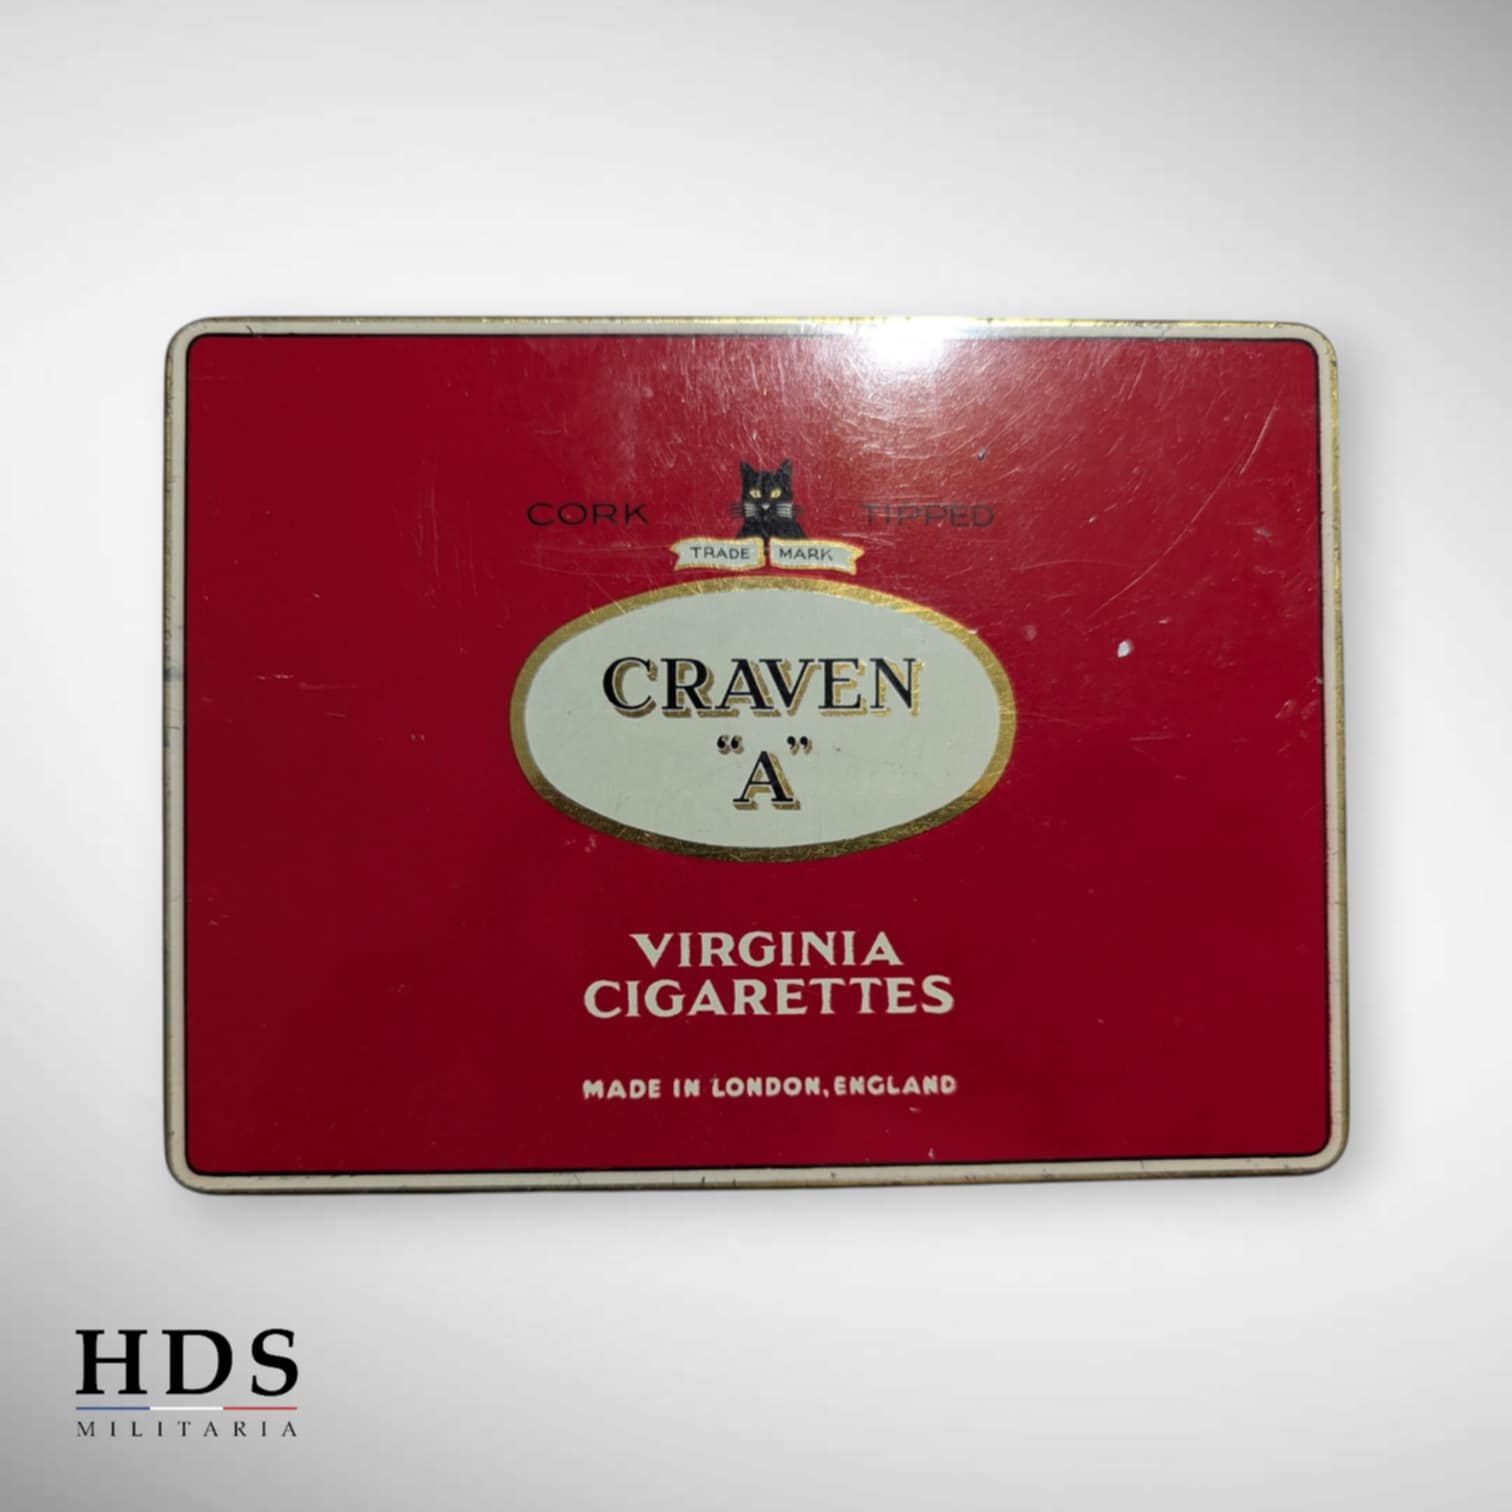 CORK TIPPED
TRADE MARK
CRAVEN
“A”
VIRGINIA
CIGARETTES
MADE IN LONDON, ENGLAND
HDS
MILITARIA